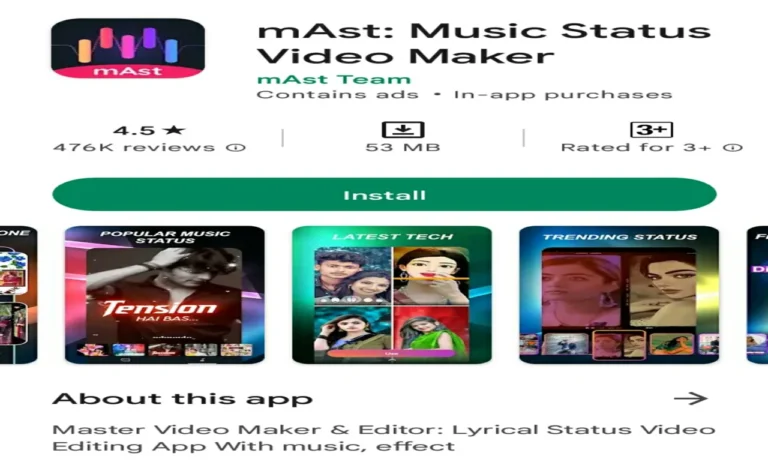 mAst: Music Status
Video Maker
mAst
mAst Team
Contains ads • In-app purchases
4.5 ★
476K reviews
53 MB
3+
Rated for 3+
Install
ONE
POPULAR MUSIC
STATUS
Tension
HAI BAS...
LATEST TECH
TRENDING STATUS
About this app
Master Video Maker & Editor: Lyrical Status Video
Editing App With music, effect